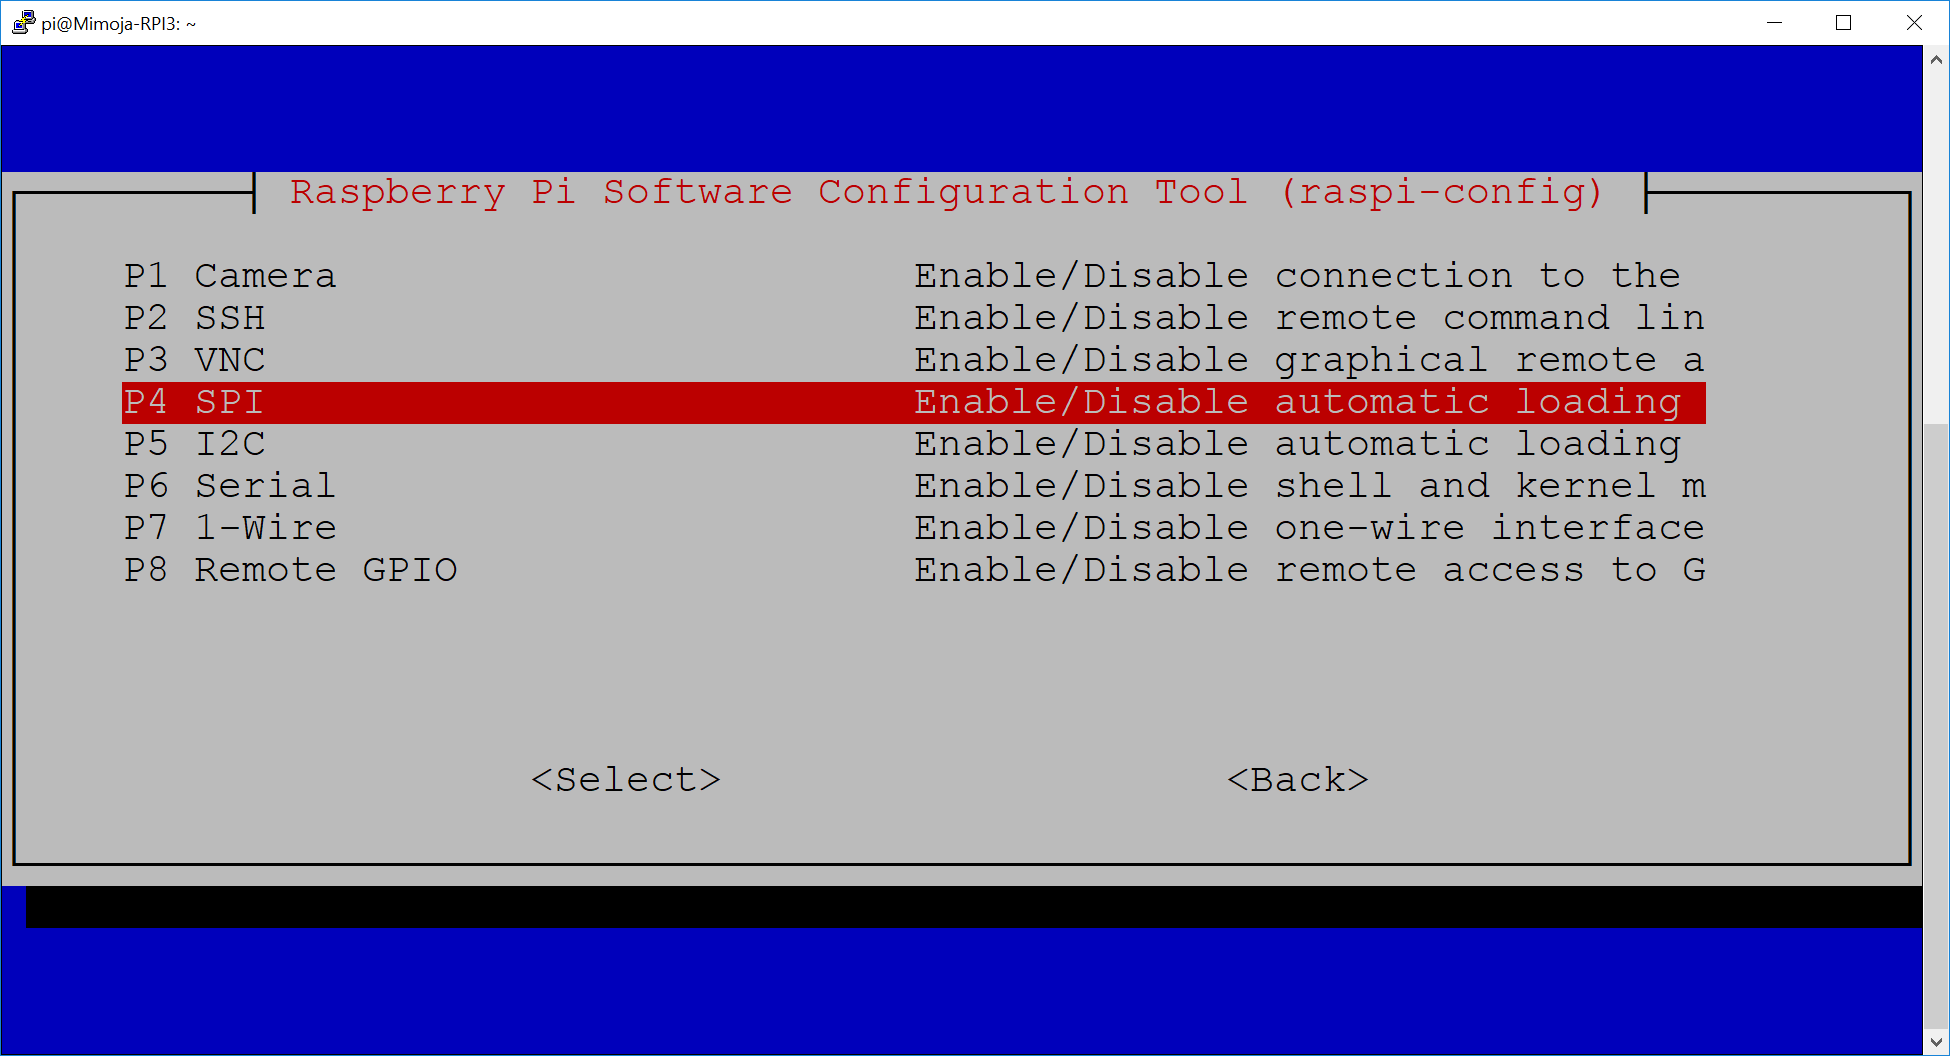 pi@Mimoja-RPI3: ~
Raspberry Pi Software Configuration Tool (raspi-config)
P1 Camera Enable/Disable connection to the
P2 SSH Enable/Disable remote command lin
P3 VNC Enable/Disable graphical remote a
P4 SPI Enable/Disable automatic loading
P5 I2C Enable/Disable automatic loading
P6 Serial Enable/Disable shell and kernel m
P7 1-Wire Enable/Disable one-wire interface
P8 Remote GPIO Enable/Disable remote access to G
<Select> <Back>